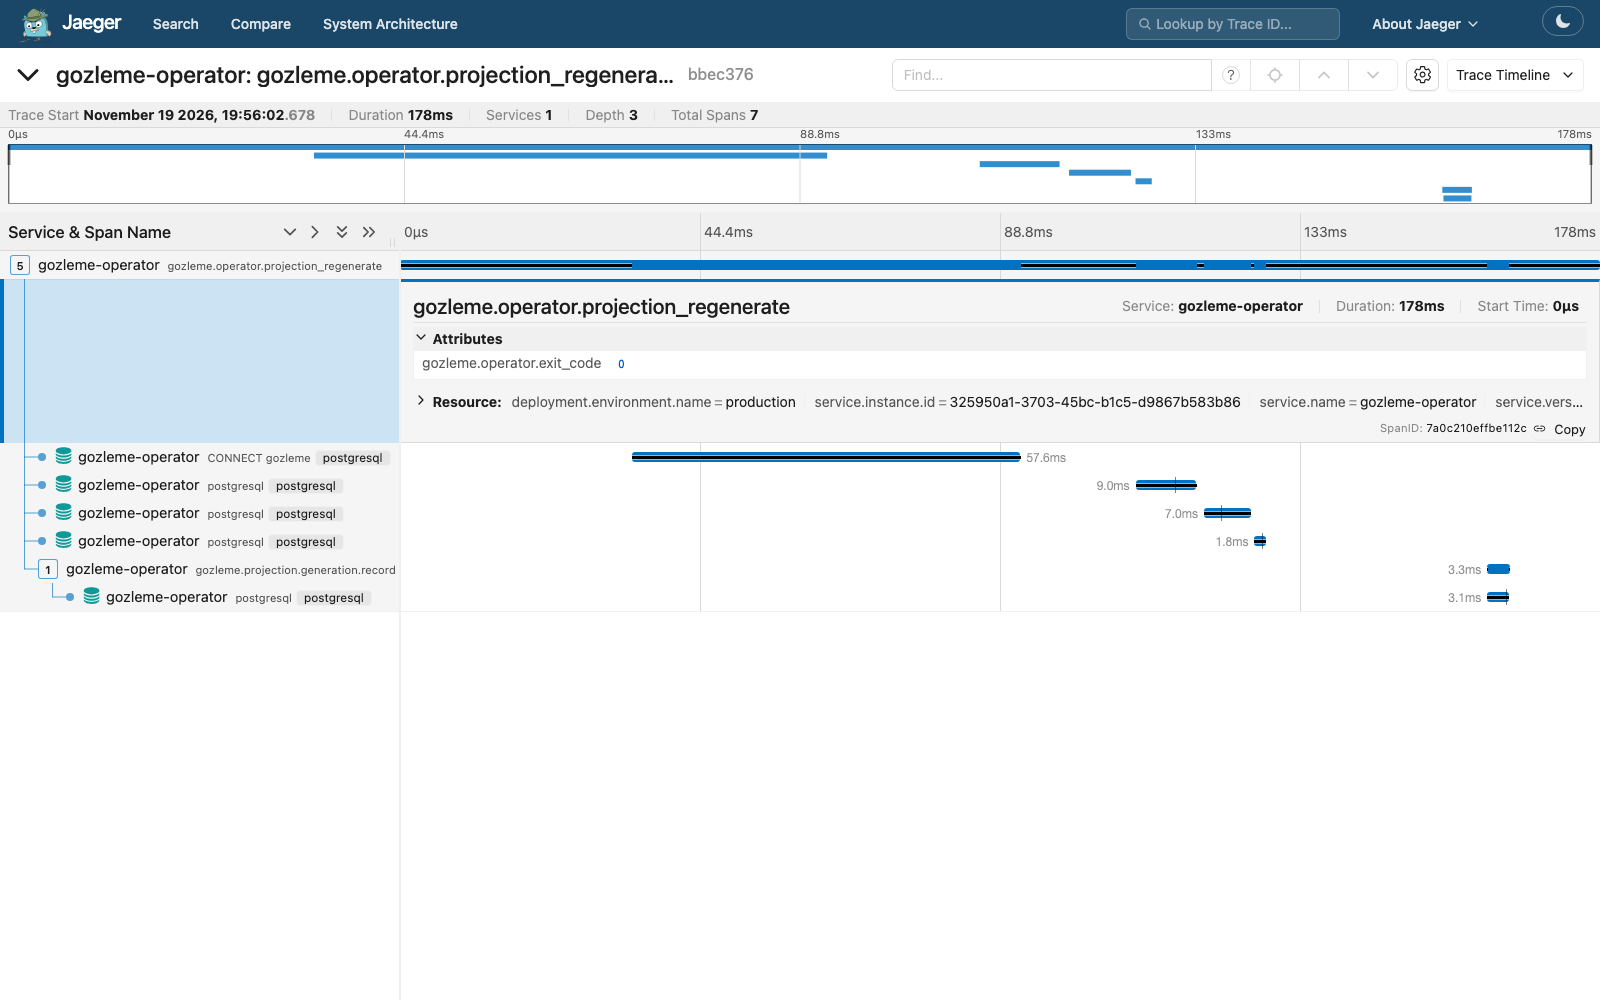 Jaeger
Search
Compare
System Architecture
Lookup by Trace ID...
About Jaeger
gozleme-operator: gozleme.operator.projection_regenera... bbec376
Find...
?
Trace Timeline
Trace Start November 19 2026, 19:56:02.678
Duration 178ms
Services 1
Depth 3
Total Spans 7
0μs 44.4ms 88.8ms 133ms 178ms
Service & Span Name
0μs 44.4ms 88.8ms 133ms 178ms
5 gozleme-operator gozleme.operator.projection_regenerate
gozleme.operator.projection_regenerate
Service: gozleme-operator
Duration: 178ms
Start Time: 0μs
Attributes
gozleme.operator.exit_code 0
Resource: deployment.environment.name = production service.instance.id = 325950a1-3703-45bc-b1c5-d9867b583b86 service.name = gozleme-operator service.vers...
SpanID: 7a0c210effbe112c Copy
gozleme-operator CONNECT gozleme postgresql 57.6ms
gozleme-operator postgresql postgresql 9.0ms
gozleme-operator postgresql postgresql 7.0ms
gozleme-operator postgresql postgresql 1.8ms
1 gozleme-operator gozleme.projection.generation.record 3.3ms
gozleme-operator postgresql postgresql 3.1ms